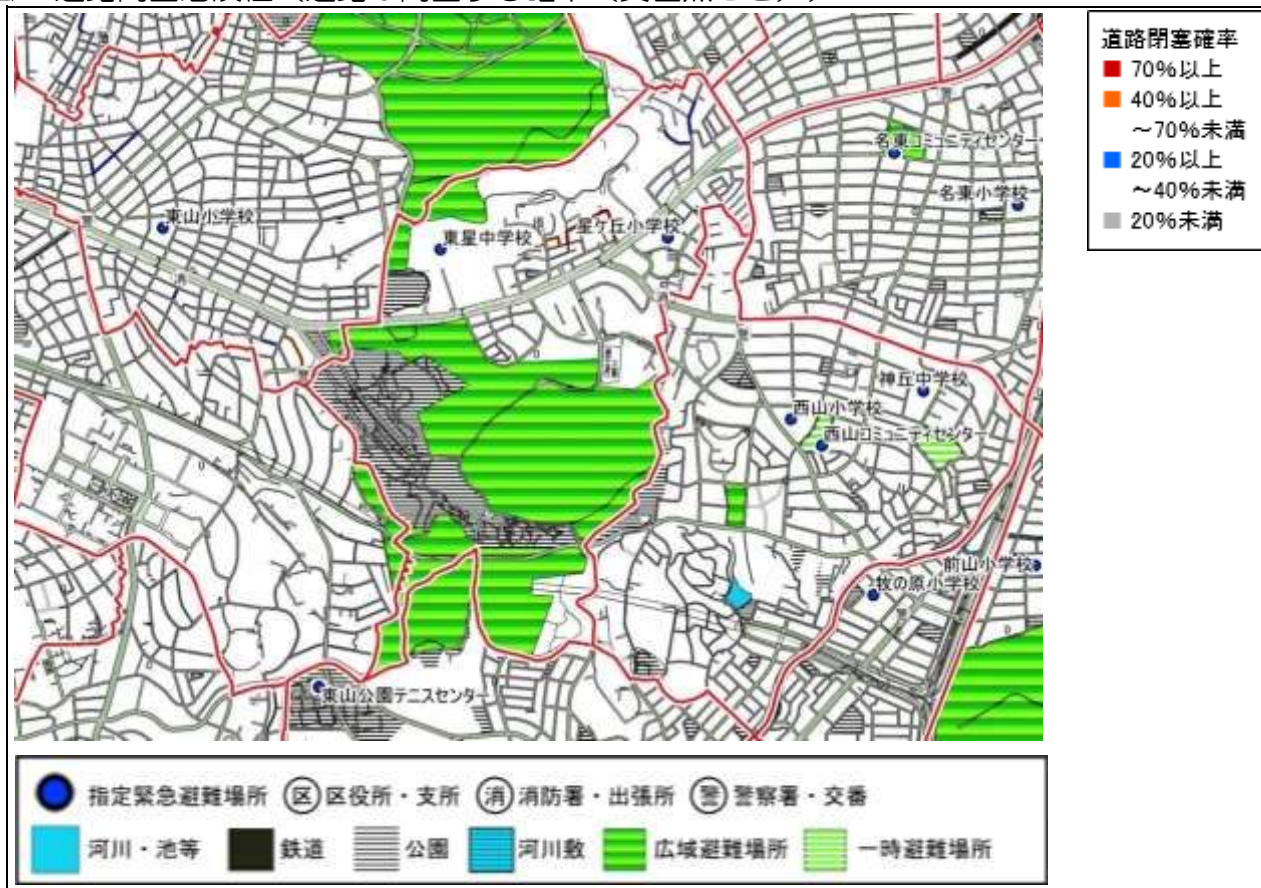 道路閉塞確率
70%以上
40%以上
～70%未満
20%以上
～40%未満
20%未満
名東コミュニティセンター
名東小学校
東山小学校
星ヶ丘小学校
東星中学校
神丘中学校
西山小学校
西山コミュニティセンター
前山小学校
牧の原小学校
東山公園テニスセンター
指定緊急避難場所 区 区役所・支所 消 消防署・出張所 警 警察署・交番
河川・池等 鉄道 公園 河川敷 広域避難場所 一時避難場所